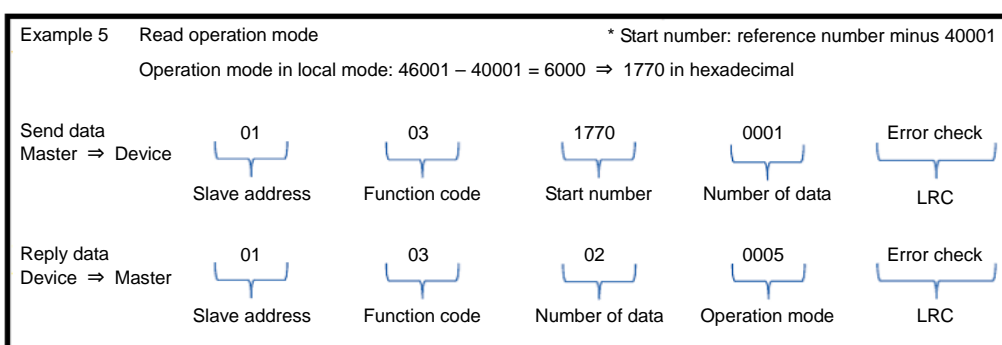 Example 5 Read operation mode * Start number: reference number minus 40001
Operation mode in local mode: 46001 – 40001 = 6000 ⇒ 1770 in hexadecimal
Send data 01 03 1770 0001 Error check
Master ⇒ Device
Slave address Function code Start number Number of data LRC
Reply data 01 03 02 0005 Error check
Device ⇒ Master
Slave address Function code Number of data Operation mode LRC